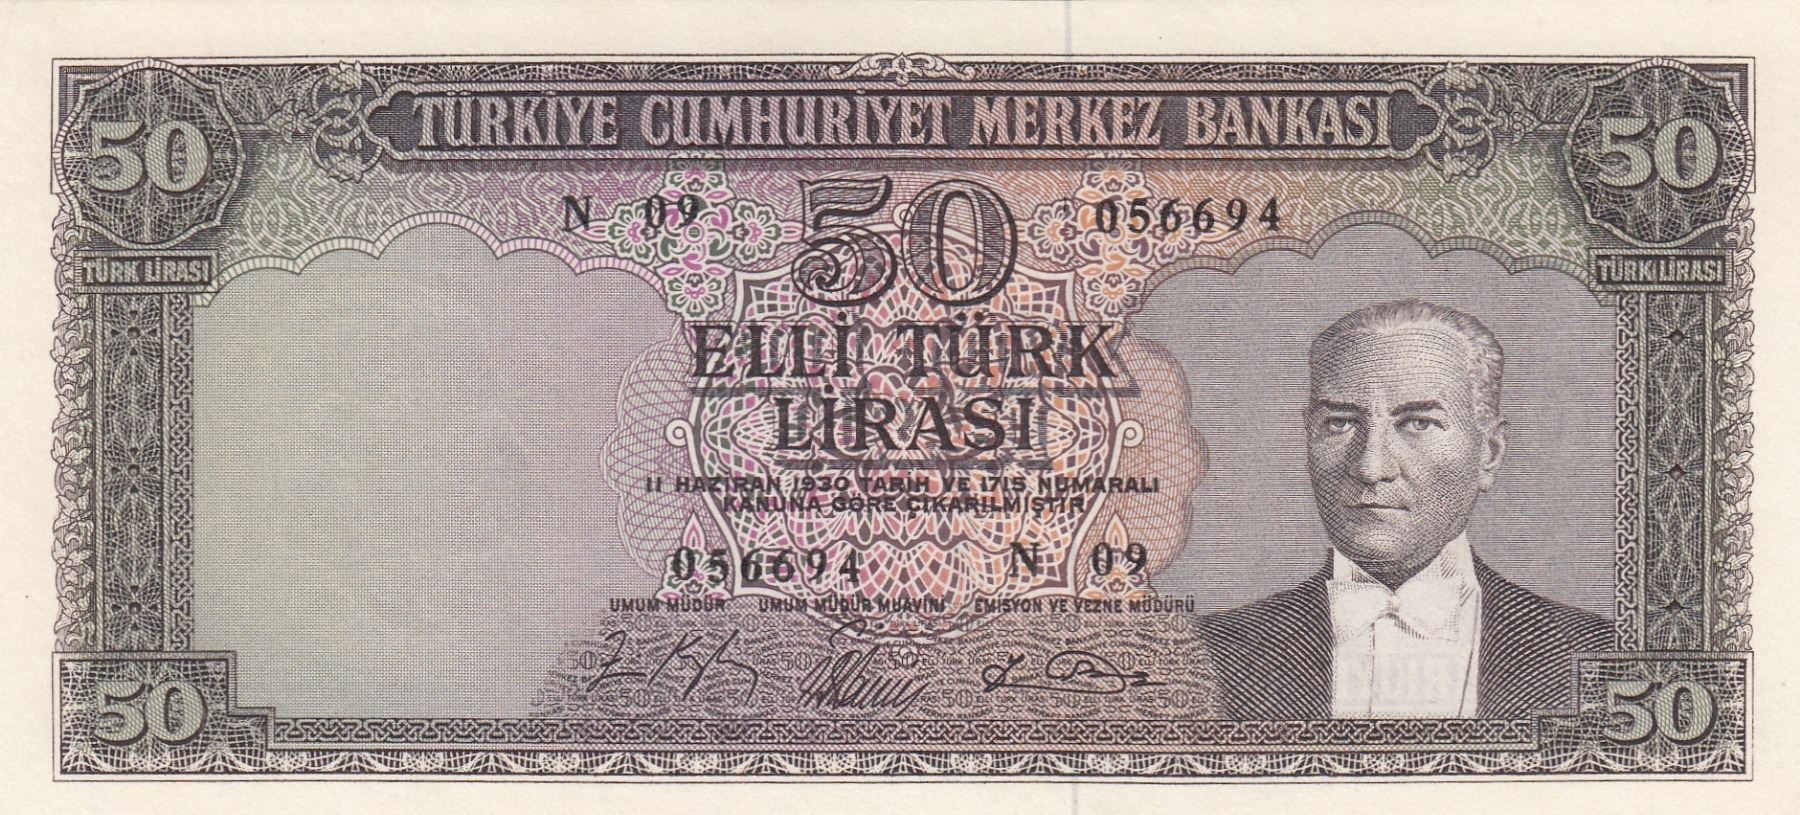 TÜRKİYE CUMHURİYET MERKEZ BANKASI
50 50
N 09 50 056694
TÜRK LİRASI TÜRK LİRASI
ELLİ TÜRK
LİRASI
11 HAZİRAN 1930 TARİH VE 1715 NUMARALI
KANUNA GÖRE ÇIKARILMIŞTIR
056694 N 09
UMUM MÜDÜR UMUM MÜDÜR MUAVİNİ EMİSYON VE VEZNE MÜDÜRÜ
50 50